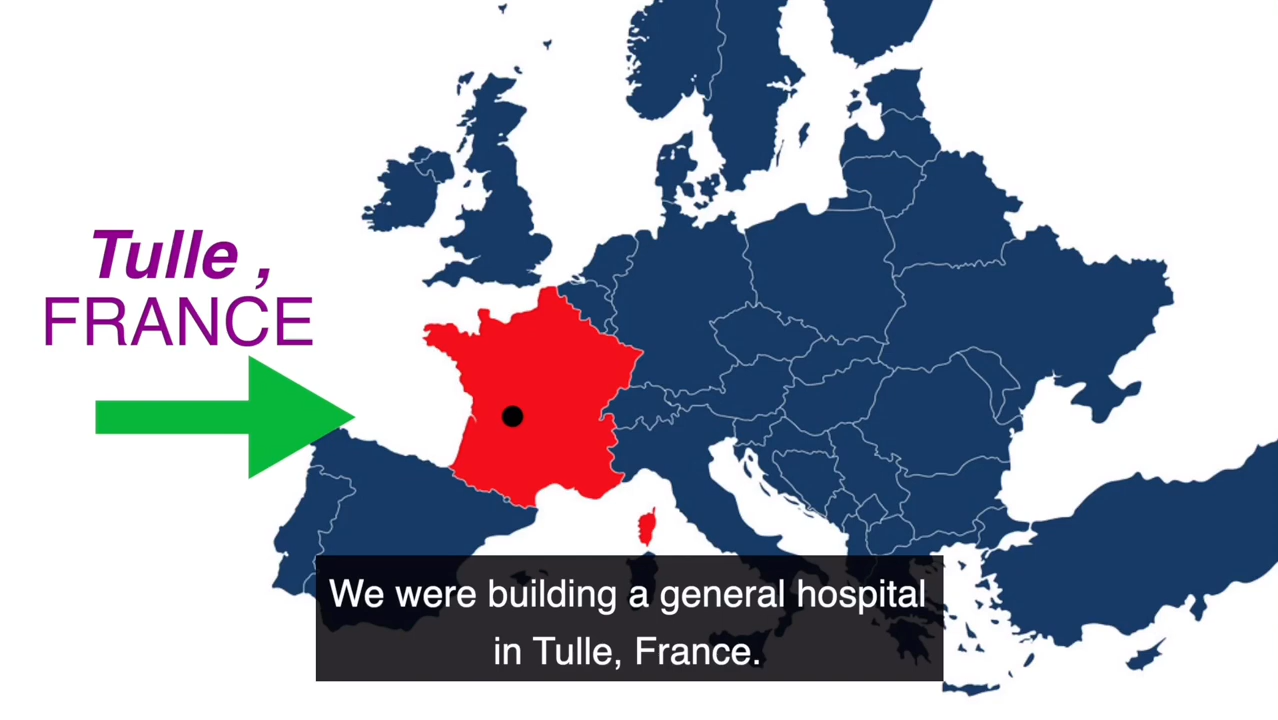 Tulle ,
FRANCE
We were building a general hospital
in Tulle, France.